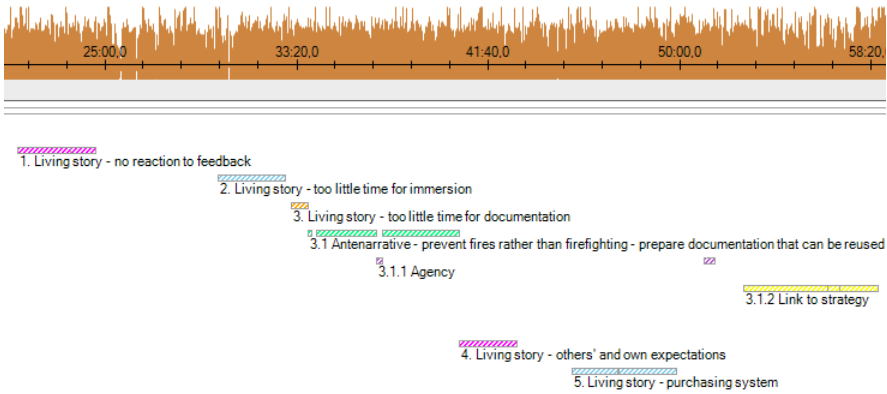 25:00,0 33:20,0 41:40,0 50:00,0 58:20,
1. Living story - no reaction to feedback
2. Living story - too little time for immersion
3. Living story - too little time for documentation
3.1 Antenarrative - prevent fires rather than firefighting - prepare documentation that can be reused
3.1.1 Agency
3.1.2 Link to strategy
4. Living story - others' and own expectations
5. Living story - purchasing system